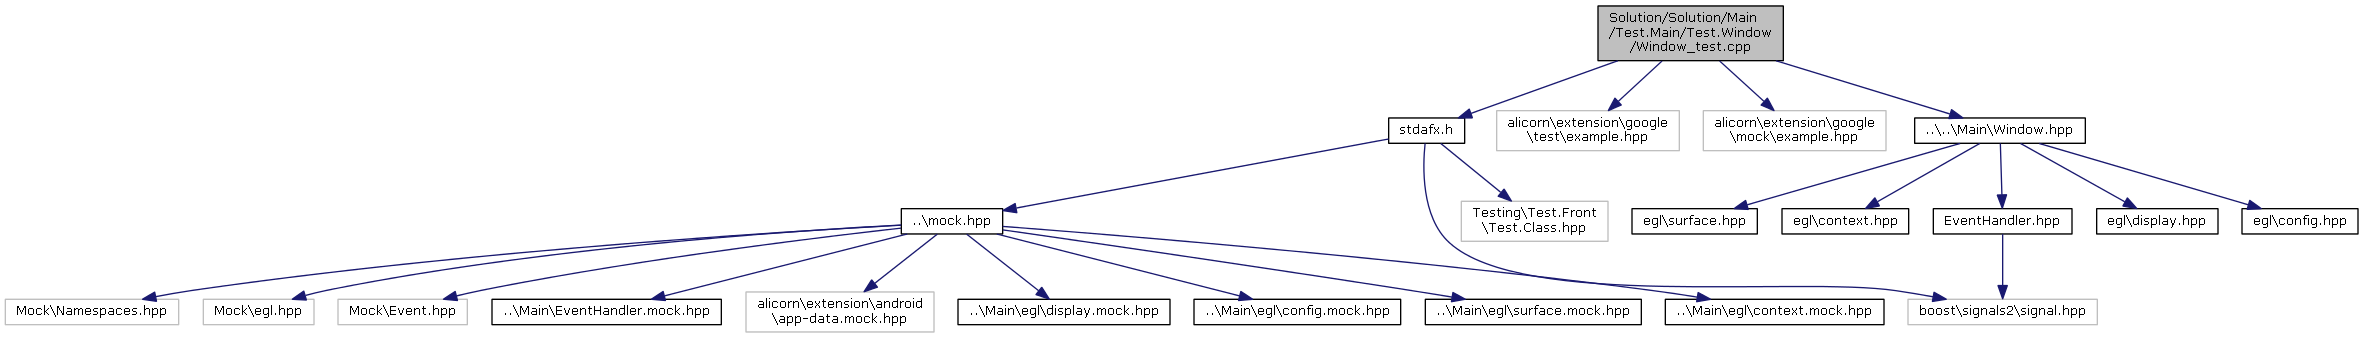 Solution/Solution/Main
/Test.Main/Test.Window
/Window_test.cpp
stdafx.h
alicorn\extension\google
\test\example.hpp
alicorn\extension\google
\mock\example.hpp
..\..\Main\Window.hpp
..\mock.hpp
Testing\Test.Front
\Test.Class.hpp
egl\surface.hpp
egl\context.hpp
EventHandler.hpp
egl\display.hpp
egl\config.hpp
Mock\Namespaces.hpp
Mock\egl.hpp
Mock\Event.hpp
..\Main\EventHandler.mock.hpp
alicorn\extension\android
\app-data.mock.hpp
..\Main\egl\display.mock.hpp
..\Main\egl\config.mock.hpp
..\Main\egl\surface.mock.hpp
..\Main\egl\context.mock.hpp
boost\signals2\signal.hpp